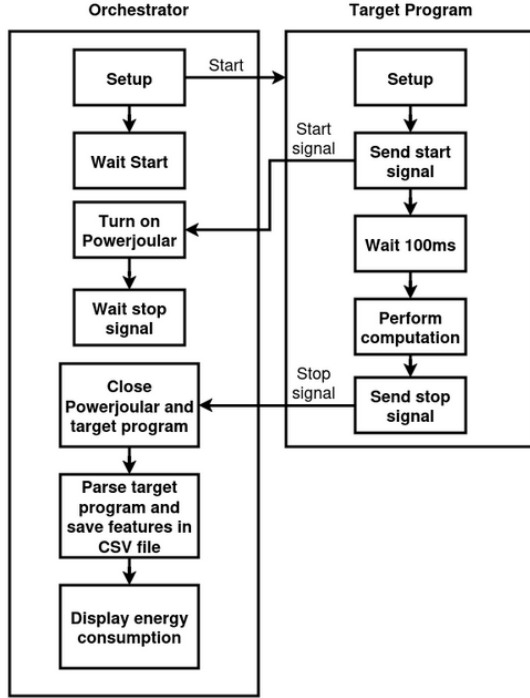 Orchestrator
Target Program
Setup
Start
Setup
Wait Start
Start
signal
Send start
signal
Turn on
Powerjoular
Wait 100ms
Wait stop
signal
Perform
computation
Close
Powerjoular and
target program
Stop
signal
Send stop
signal
Parse target
program and
save features in
CSV file
Display energy
consumption